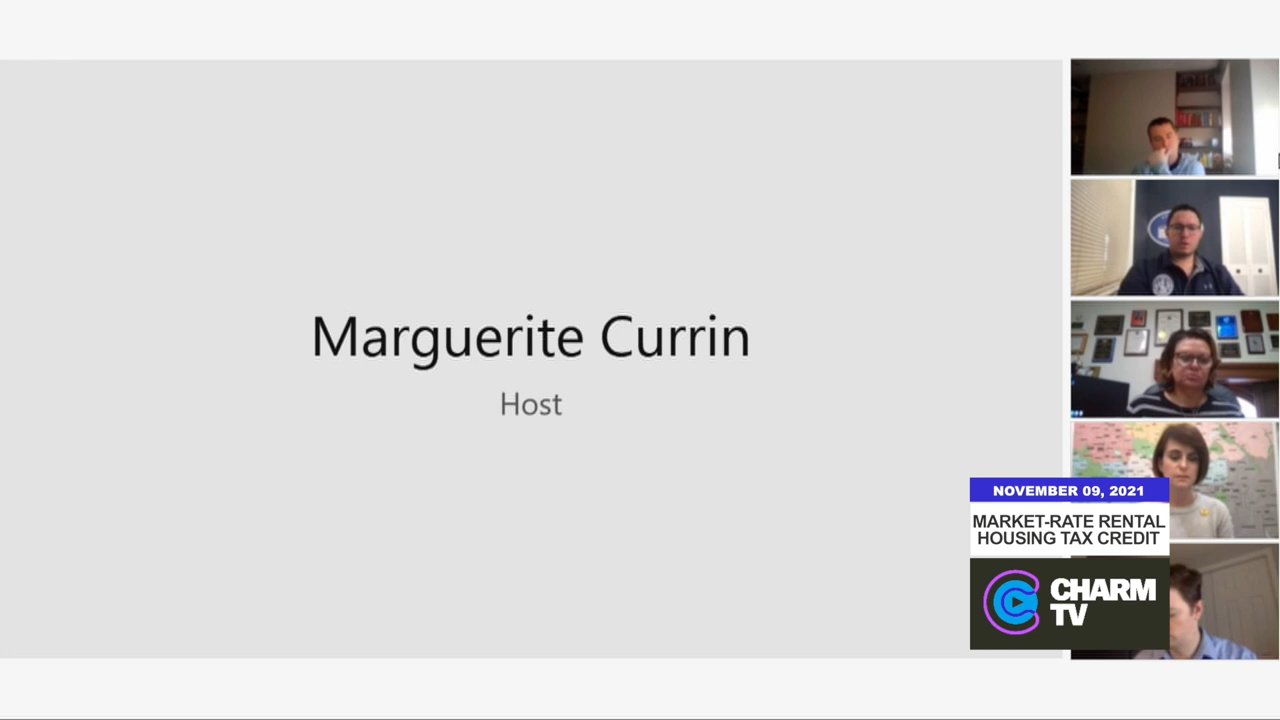 Marguerite Currin
Host
NOVEMBER 09, 2021
MARKET-RATE RENTAL
HOUSING TAX CREDIT
CHARM
TV